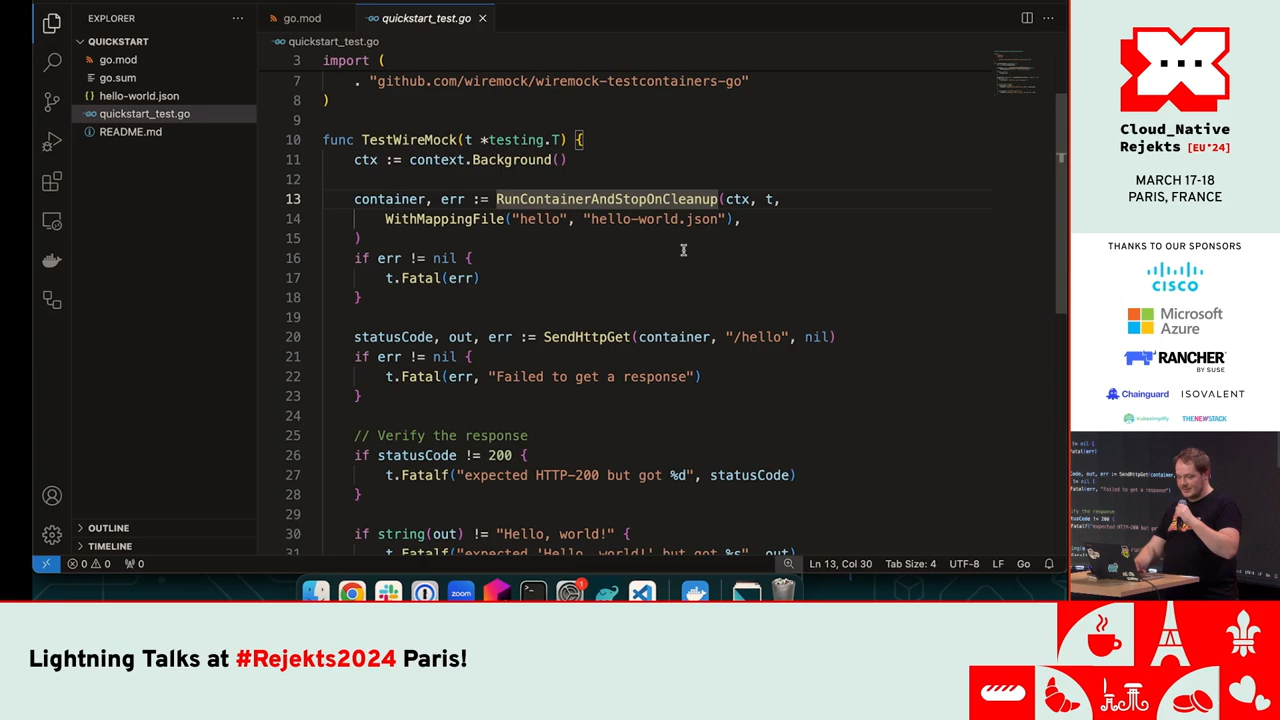 EXPLORER
QUICKSTART
go.mod
go.sum
{} hello-world.json
quickstart_test.go
README.md
OUTLINE
TIMELINE
go.mod
quickstart_test.go
quickstart_test.go
3 import (
. "github.com/wiremock/wiremock-testcontainers-go"
8 )
9
10 func TestWireMock(t *testing.T) {
11 ctx := context.Background()
12
13 container, err := RunContainerAndStopOnCleanup(ctx, t,
14 WithMappingFile("hello", "hello-world.json"),
15 )
16 if err != nil {
17 t.Fatal(err)
18 }
19
20 statusCode, out, err := SendHttpGet(container, "/hello", nil)
21 if err != nil {
22 t.Fatal(err, "Failed to get a response")
23 }
24
25 // Verify the response
26 if statusCode != 200 {
27 t.Fatalf("expected HTTP-200 but got %d", statusCode)
28 }
29
30 if string(out) != "Hello, world!" {
31 t.Fatalf("expected 'Hello, world!' but got %s", out)
0 0 0
Ln 13, Col 30 Tab Size: 4 UTF-8 LF Go
zoom
1
Cloud_Native
Rejekts [EU'24]
MARCH 17-18
PARIS, FRANCE
THANKS TO OUR SPONSORS
CISCO
Microsoft
Azure
RANCHER
BY SUSE
Chainguard
ISOVALENT
Kubesimplify
THENEWSTACK
Lightning Talks at #Rejekts2024 Paris!